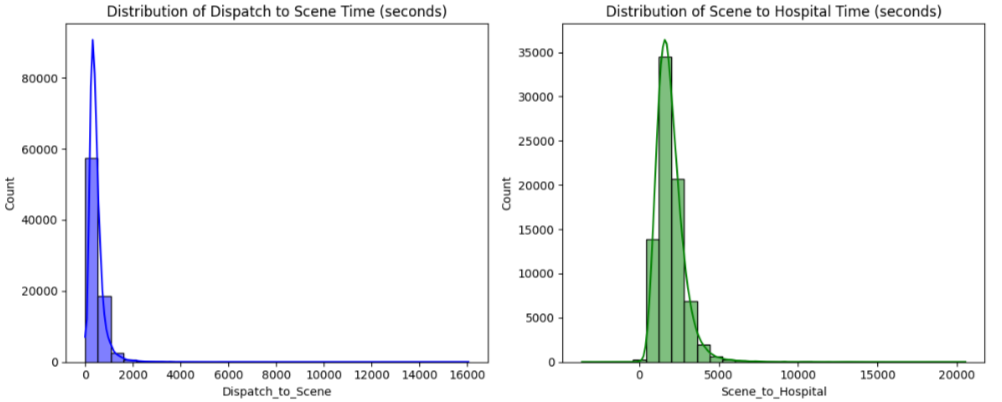 Distribution of Dispatch to Scene Time (seconds)
Count
80000
60000
40000
20000
0
0 2000 4000 6000 8000 10000 12000 14000 16000
Dispatch_to_Scene
Distribution of Scene to Hospital Time (seconds)
Count
35000
30000
25000
20000
15000
10000
5000
0
0 5000 10000 15000 20000
Scene_to_Hospital